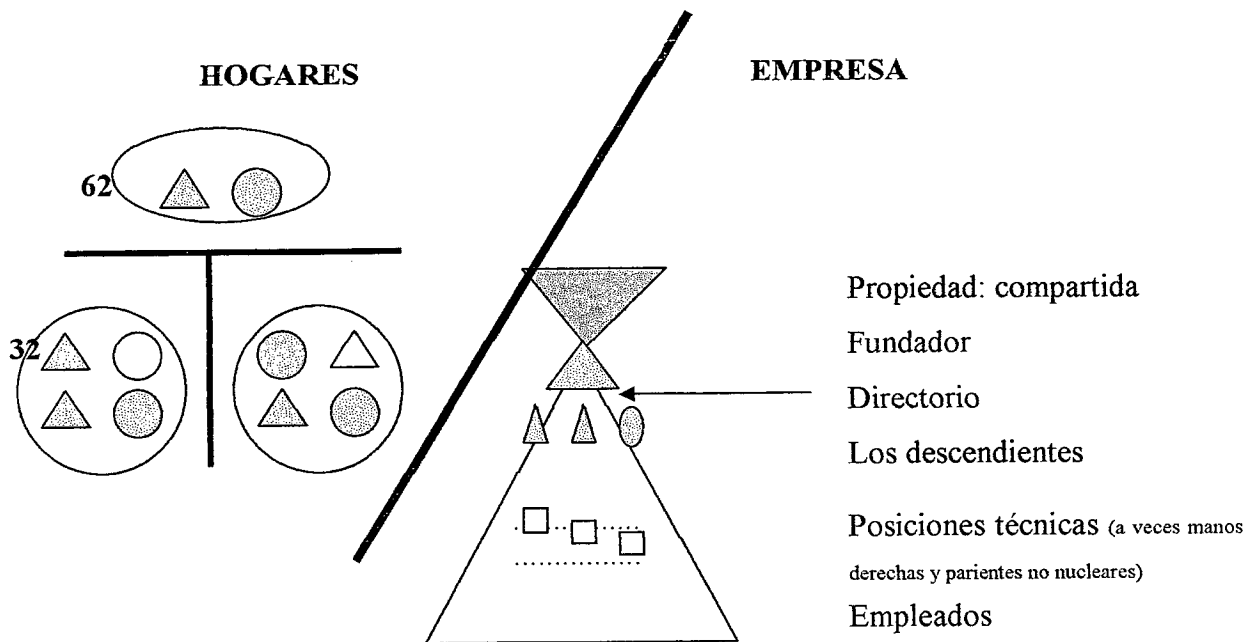 HOGARES
EMPRESA
62
32
Propiedad: compartida
Fundador
Directorio
Los descendientes
Posiciones técnicas (a veces manos
derechas y parientes no nucleares)
Empleados